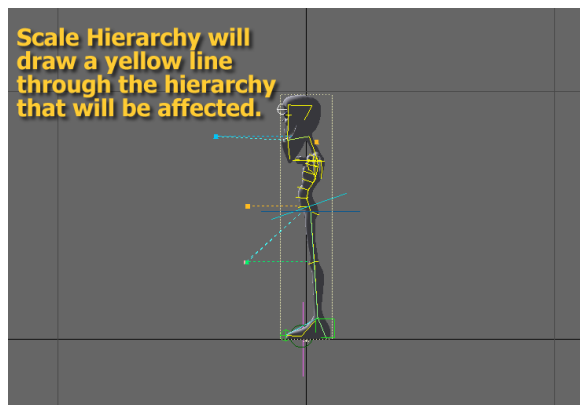 Scale Hierarchy will
draw a yellow line
through the hierarchy
that will be affected.